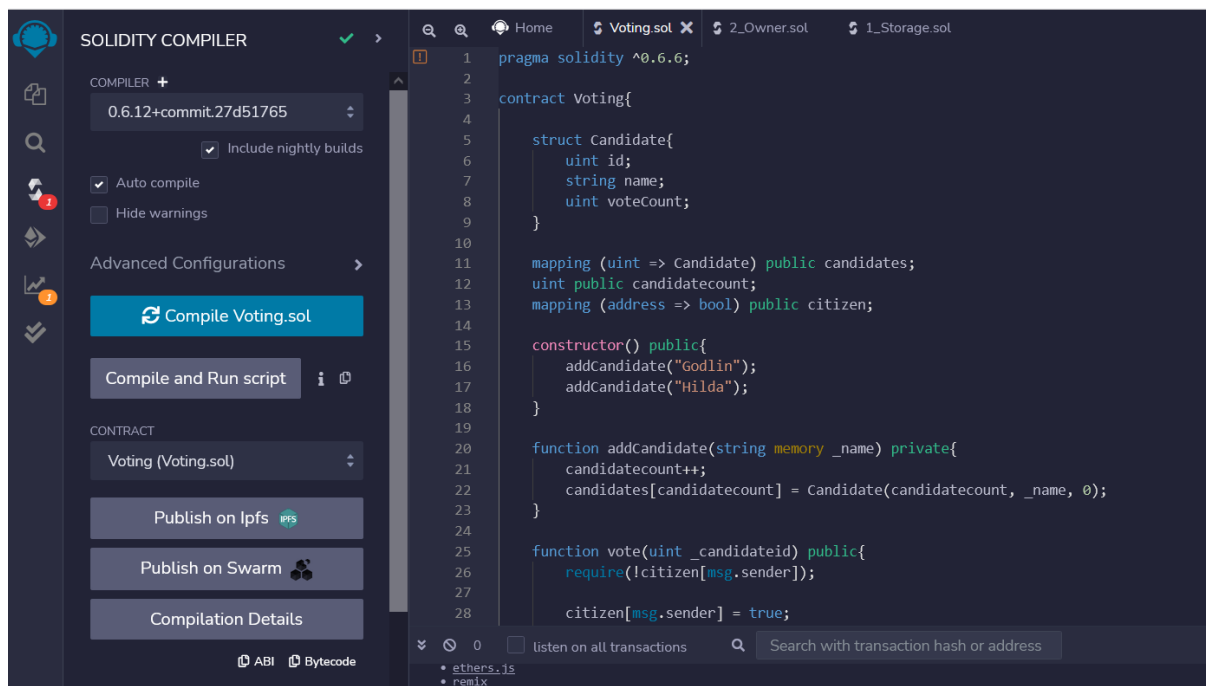 SOLIDITY COMPILER
COMPILER +
0.6.12+commit.27d51765
Include nightly builds
Auto compile
Hide warnings
1
Advanced Configurations
1
Compile Voting.sol
Compile and Run script
i
CONTRACT
Voting (Voting.sol)
Publish on Ipfs IPFS
Publish on Swarm
Compilation Details
ABI Bytecode
Home Voting.sol 2_Owner.sol 1_Storage.sol
1 pragma solidity ^0.6.6;
2
3 contract Voting{
4
5     struct Candidate{
6         uint id;
7         string name;
8         uint voteCount;
9     }
10
11     mapping (uint => Candidate) public candidates;
12     uint public candidatecount;
13     mapping (address => bool) public citizen;
14
15     constructor() public{
16         addCandidate("Godlin");
17         addCandidate("Hilda");
18     }
19
20     function addCandidate(string memory _name) private{
21         candidatecount++;
22         candidates[candidatecount] = Candidate(candidatecount, _name, 0);
23     }
24
25     function vote(uint _candidateid) public{
26         require(!citizen[msg.sender]);
27
28         citizen[msg.sender] = true;
0 listen on all transactions Search with transaction hash or address
• ethers.js
• remix